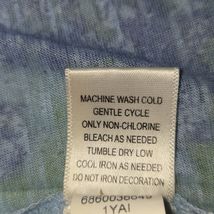 MACHINE WASH COLD
GENTLE CYCLE
ONLY NON-CHLORINE
BLEACH AS NEEDED
TUMBLE DRY LOW
COOL IRON AS NEEDED
DO NOT IRON DECORATION
1YAI